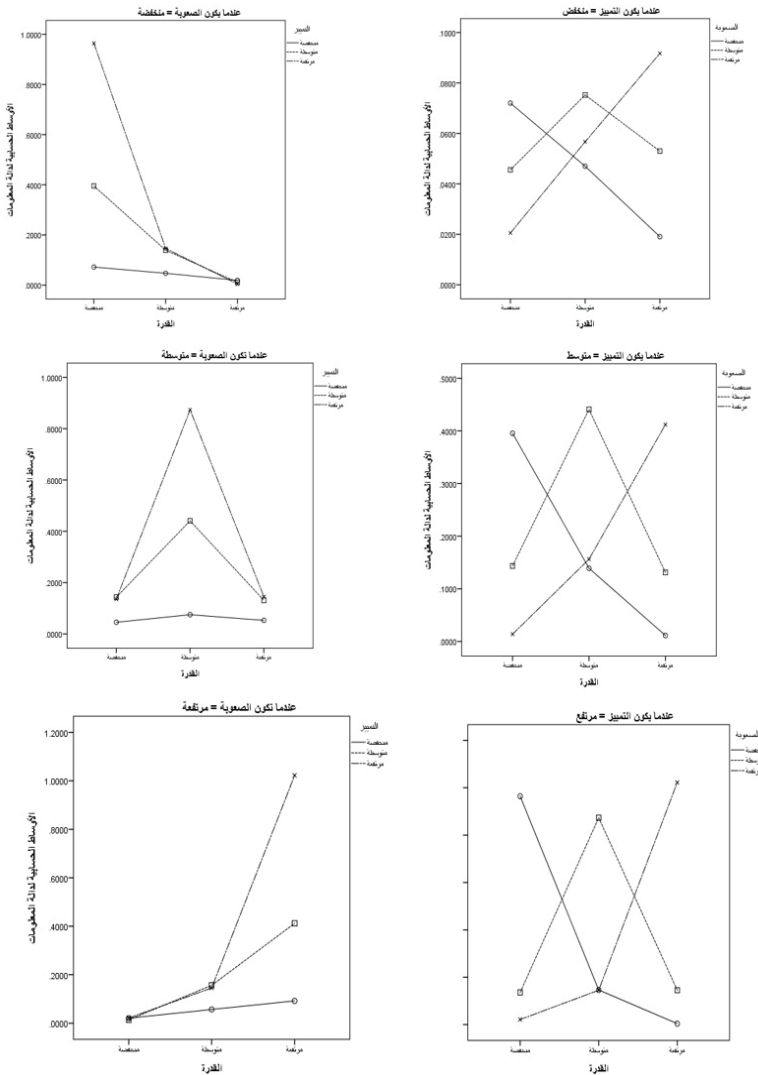 عندما يكون الصعوبة = منخفضة
التمييز
منخفضة
متوسطة
مرتفعة
1.0000
.8000
.6000
.4000
.2000
.0000
الأوساط الحسابية لدالة المعلومات
منخفضة
متوسطة
مرتفعة
القدرة
عندما يكون التمييز = منخفض
الصعوبة
منخفضة
متوسطة
مرتفعة
.1000
.0800
.0600
.0400
.0200
.0000
الأوساط الحسابية لدالة المعلومات
منخفضة
متوسطة
مرتفعة
القدرة
عندما تكون الصعوبة = متوسطة
التمييز
منخفضة
متوسطة
مرتفعة
1.0000
.8000
.6000
.4000
.2000
.0000
الأوساط الحسابية لدالة المعلومات
منخفضة
متوسطة
مرتفعة
القدرة
عندما يكون التمييز = متوسط
الصعوبة
منخفضة
متوسطة
مرتفعة
.5000
.4000
.3000
.2000
.1000
.0000
الأوساط الحسابية لدالة المعلومات
منخفضة
متوسطة
مرتفعة
القدرة
عندما تكون الصعوبة = مرتفعة
التمييز
منخفضة
متوسطة
مرتفعة
1.2000
1.0000
.8000
.6000
.4000
.2000
.0000
الأوساط الحسابية لدالة المعلومات
منخفضة
متوسطة
مرتفعة
القدرة
عندما يكون التمييز = مرتفع
منخفضة
متوسطة
مرتفعة
القدرة